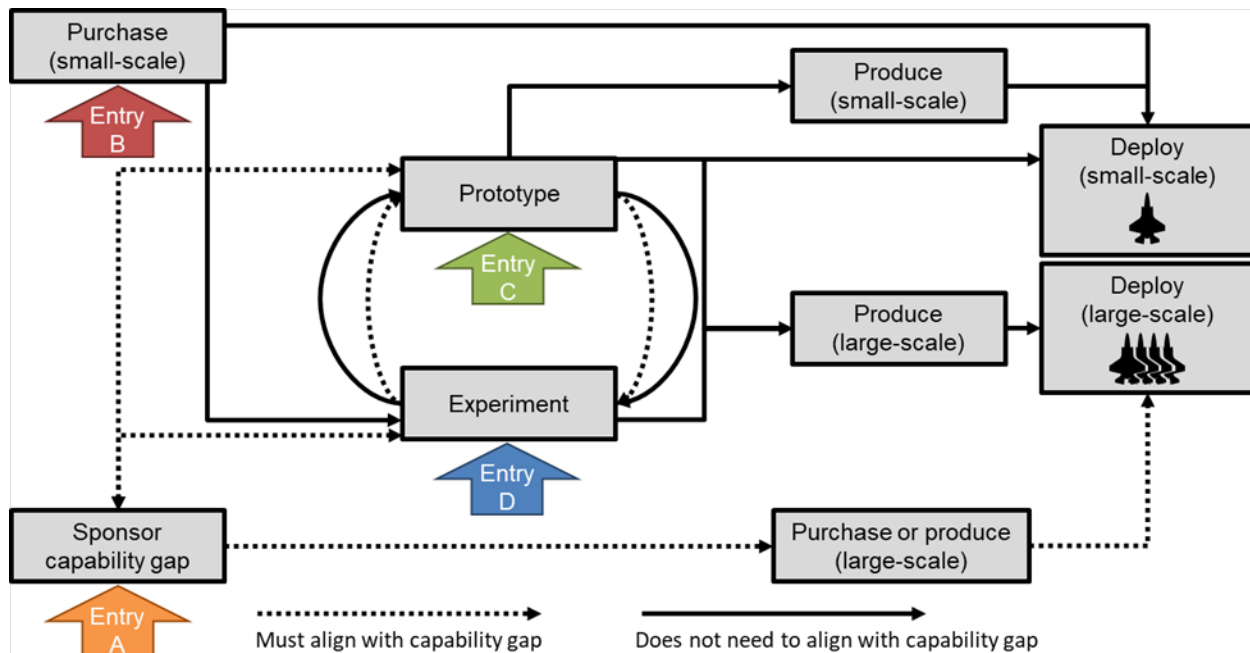 Purchase
(small-scale)
Entry
B
Produce
(small-scale)
Deploy
(small-scale)
Prototype
Entry
C
Deploy
(large-scale)
Produce
(large-scale)
Experiment
Entry
D
Sponsor
capability gap
Purchase or produce
(large-scale)
Entry
A
Must align with capability gap
Does not need to align with capability gap